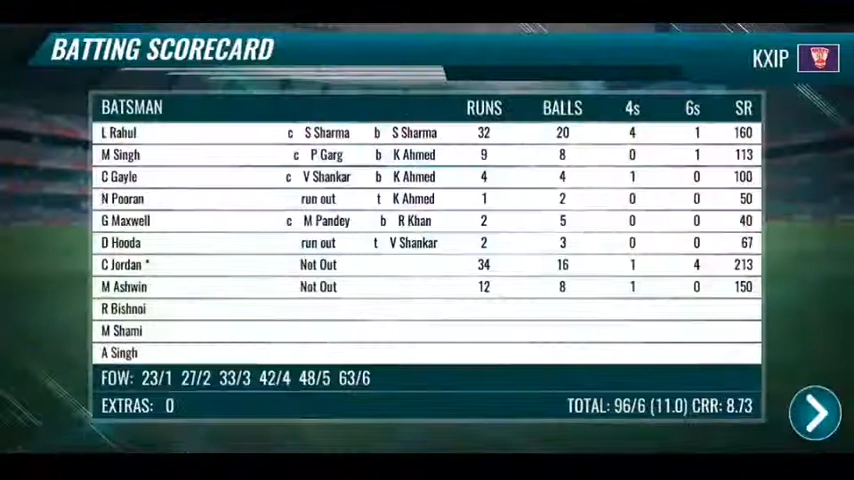 BATTING SCORECARD
KXIP
BATSMAN RUNS BALLS 4s 6s SR
L Rahul c S Sharma b S Sharma 32 20 4 1 160
M Singh c P Garg b K Ahmed 9 8 0 1 113
C Gayle c V Shankar b K Ahmed 4 4 1 0 100
N Pooran run out t K Ahmed 1 2 0 0 50
G Maxwell c M Pandey b R Khan 2 5 0 0 40
D Hooda run out t V Shankar 2 3 0 0 67
C Jordan * Not Out 34 16 1 4 213
M Ashwin Not Out 12 8 1 0 150
R Bishnoi
M Shami
A Singh
FOW: 23/1 27/2 33/3 42/4 48/5 63/6
EXTRAS: 0 TOTAL: 96/6 (11.0) CRR: 8.73